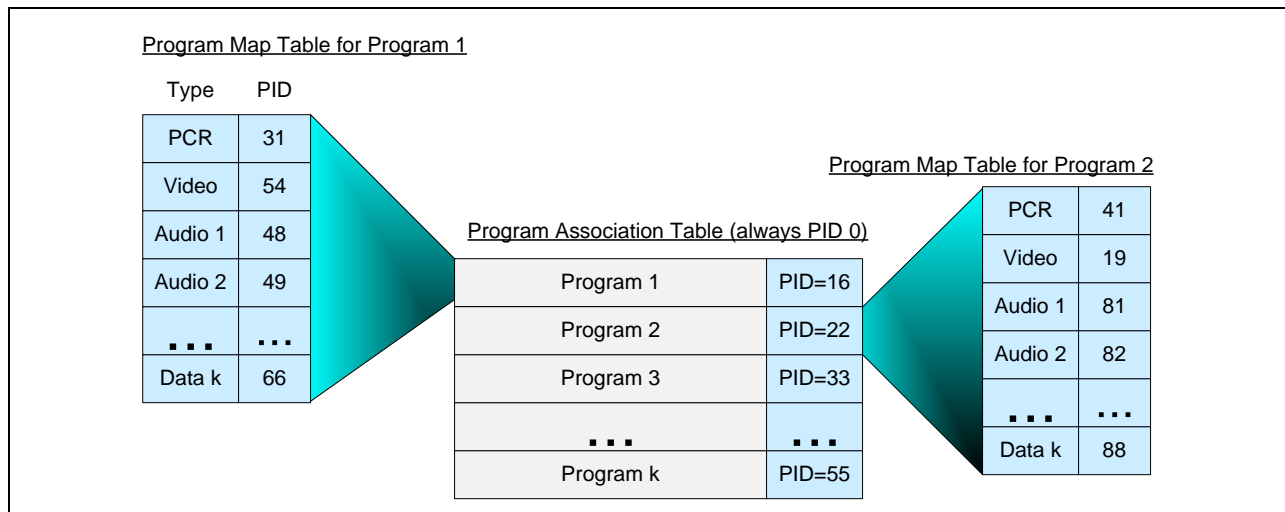 Program Map Table for Program 1
Type PID
PCR 31
Video 54
Audio 1 48
Audio 2 49
... ...
Data k 66
Program Association Table (always PID 0)
Program 1 PID=16
Program 2 PID=22
Program 3 PID=33
... ...
Program k PID=55
Program Map Table for Program 2
PCR 41
Video 19
Audio 1 81
Audio 2 82
... ...
Data k 88